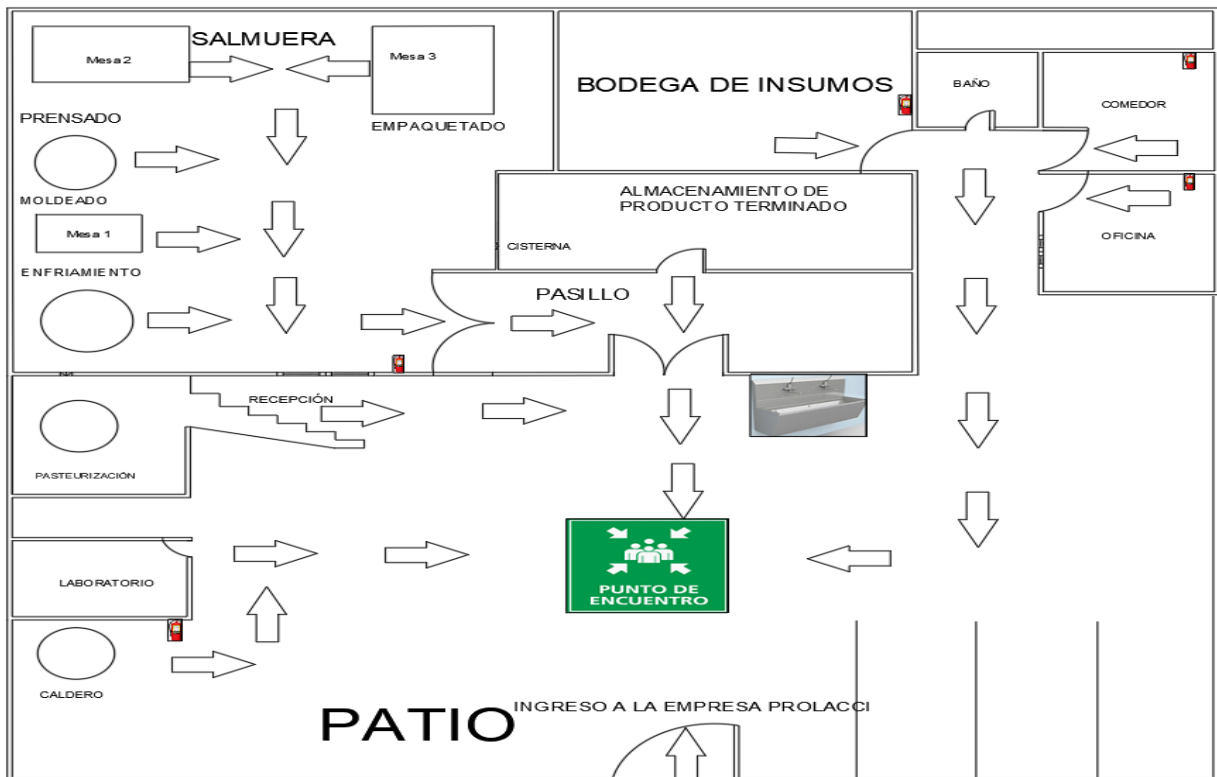 SALMUERA
Mesa 2
Mesa 3
BODEGA DE INSUMOS
BAÑO
COMEDOR
PRENSADO
EMPAQUETADO
MOLDEADO
ALMACENAMIENTO DE
PRODUCTO TERMINADO
Mesa 1
CISTERNA
OFICINA
ENFRIAMIENTO
PASILLO
RECEPCIÓN
PASTEURIZACIÓN
LABORATORIO
PUNTO DE
ENCUENTRO
CALDERO
PATIO
INGRESO A LA EMPRESA PROLACCI